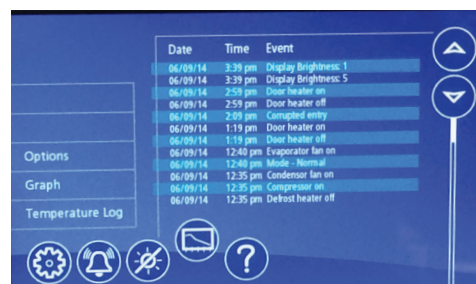 Date Time Event
06/09/14 3:39 pm Display Brightness: 1
06/09/14 3:39 pm Display Brightness: 5
06/09/14 2:59 pm Door heater on
06/09/14 2:59 pm Door heater off
06/09/14 2:09 pm Corrupted entry
06/09/14 1:19 pm Door heater on
06/09/14 1:19 pm Door heater off
06/09/14 12:40 pm Evaporator fan on
06/09/14 12:40 pm Mode - Normal
06/09/14 12:35 pm Condensor fan on
06/09/14 12:35 pm Compressor on
06/09/14 12:35 pm Defrost heater off
Options
Graph
Temperature Log
?